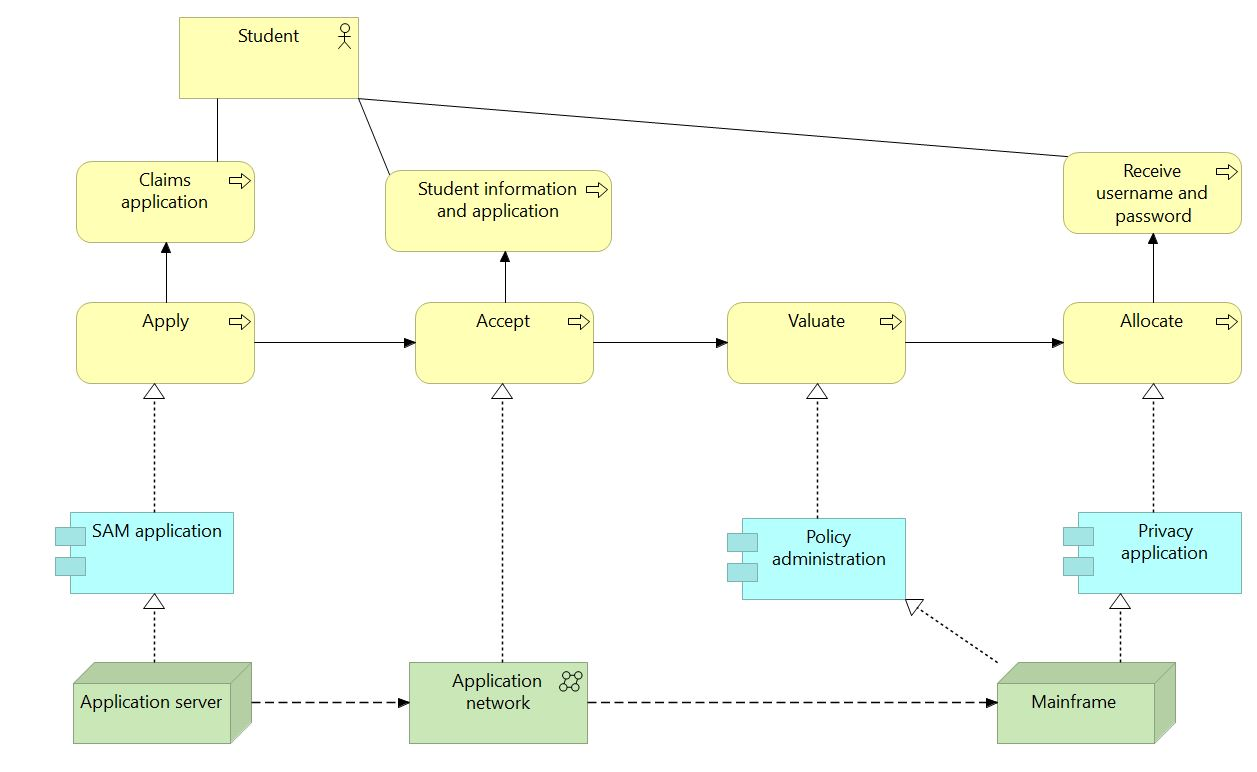 Student
Claims
application
Student information
and application
Receive
username and
password
Apply
Accept
Valuate
Allocate
SAM application
Policy
administration
Privacy
application
Application server
Application
network
Mainframe